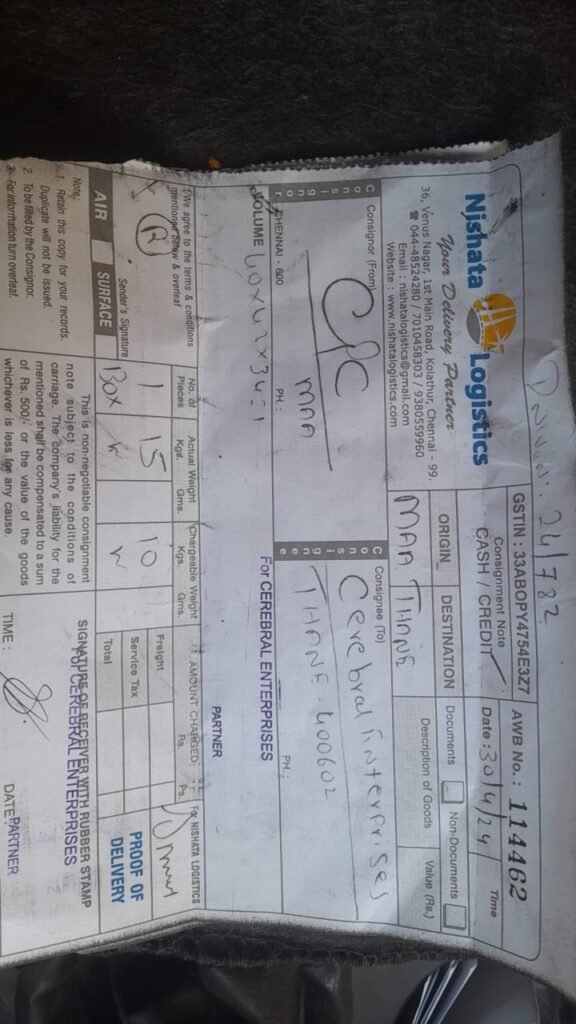 24/782
Nishata Logistics
Your Delivery Partner
36, Venus Nagar, 1st Main Road, Kolathur, Chennai - 99.
☎ 044-48524280 / 7010458303 / 9380559960
Email : nishatalogistics@gmail.com
Website : www.nishatalogistics.com
GSTIN : 33ABOPY4754E3Z7
AWB No.: 114462
Consignment Note
CASH / CREDIT
Date : 30/4/24
Time
ORIGIN
DESTINATION
Documents
Non-Documents
MAA
THANE
Description of Goods
Value (Rs.)
Consignor
Consignor (From)
CPC
MAA
CHENNAI - 600
PH.:
Consignee
Consignee (To)
Cerebral Enterprises
THANE - 400602
PH.:
VOLUME 40x42x34=1
For CEREBRAL ENTERPRISES
PARTNER
I/We agree to the terms & conditions
mentioned below & overleaf
Sender's Signature
AIR
SURFACE
No. of
Pieces
Actual Weight
Kgs. Gms.
Chargeable Weight
Kgs. Gms.
AMOUNT CHARGED
Rs. Ps.
1
15
10
Box
Freight
Service Tax
Total
For NISHATA LOGISTICS
PROOF OF
DELIVERY
Note:
1. Retain this copy for your records.
Duplicate will not be issued.
2. To be filled by the Consignor.
3. For information turn overleaf.
This is non-negotiable consignment
note subject to the conditions of
carriage. The company's liability for the
mentioned shall be compensated to a sum
of Rs. 500/- or the value of the goods
whichever is less for any cause.
SIGNATURE OF RECEIVER WITH RUBBER STAMP
For CEREBRAL ENTERPRISES
TIME :
DATE:
PARTNER